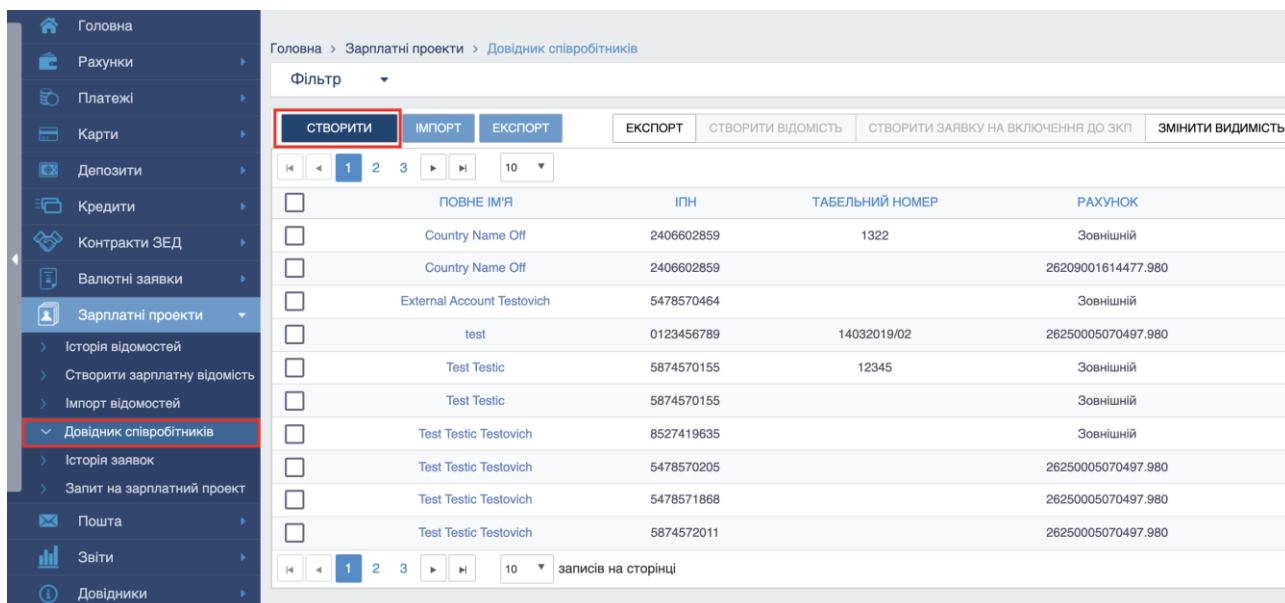 Головна
Рахунки
Платежі
Карти
Депозити
Кредити
Контракти ЗЕД
Валютні заявки
Зарплатні проекти
Історія відомостей
Створити зарплатну відомість
Імпорт відомостей
Довідник співробітників
Історія заявок
Запит на зарплатний проект
Пошта
Звіти
Довідники
Головна > Зарплатні проекти > Довідник співробітників
Фільтр
СТВОРИТИ ІМПОРТ ЕКСПОРТ ЕКСПОРТ СТВОРИТИ ВІДОМІСТЬ СТВОРИТИ ЗАЯВКУ НА ВКЛЮЧЕННЯ ДО ЗКП ЗМІНИТИ ВИДИМІСТЬ
1 2 3 10
ПОВНЕ ІМ'Я ІПН ТАБЕЛЬНИЙ НОМЕР РАХУНОК
Country Name Off 2406602859 1322 Зовнішній
Country Name Off 2406602859 26209001614477.980
External Account Testovich 5478570464 Зовнішній
test 0123456789 14032019/02 26250005070497.980
Test Testic 5874570155 12345 Зовнішній
Test Testic 5874570155 Зовнішній
Test Testic Testovich 8527419635 Зовнішній
Test Testic Testovich 5478570205 26250005070497.980
Test Testic Testovich 5478571868 26250005070497.980
Test Testic Testovich 5874572011 26250005070497.980
1 2 3 10 записів на сторінці